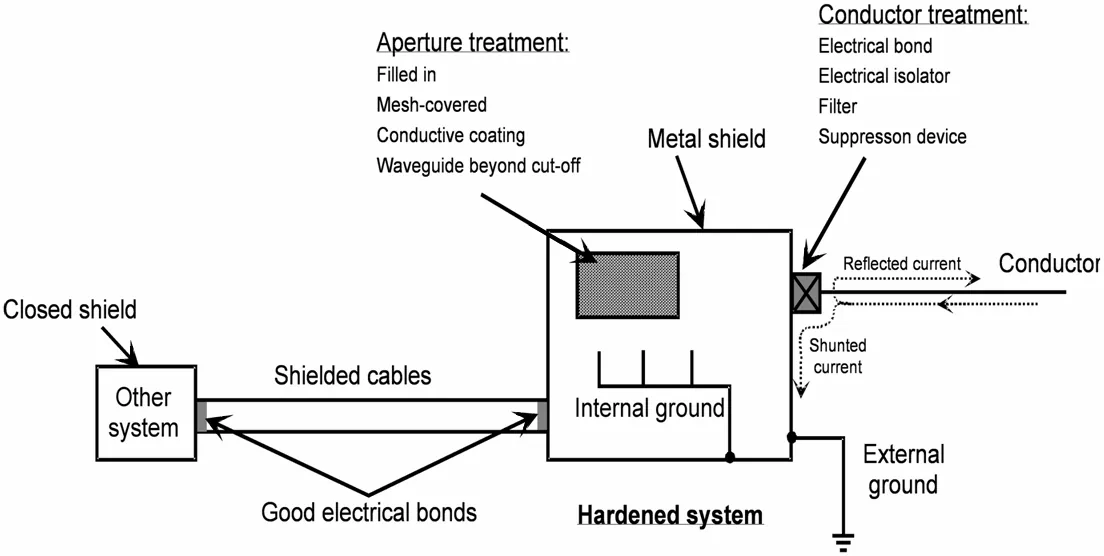 Conductor treatment:
Electrical bond
Electrical isolator
Filter
Suppresson device
Aperture treatment:
Filled in
Mesh-covered
Conductive coating
Waveguide beyond cut-off
Metal shield
Reflected current
Conductor
Closed shield
Shunted
current
Shielded cables
Other
system
Internal ground
External
ground
Good electrical bonds
Hardened system